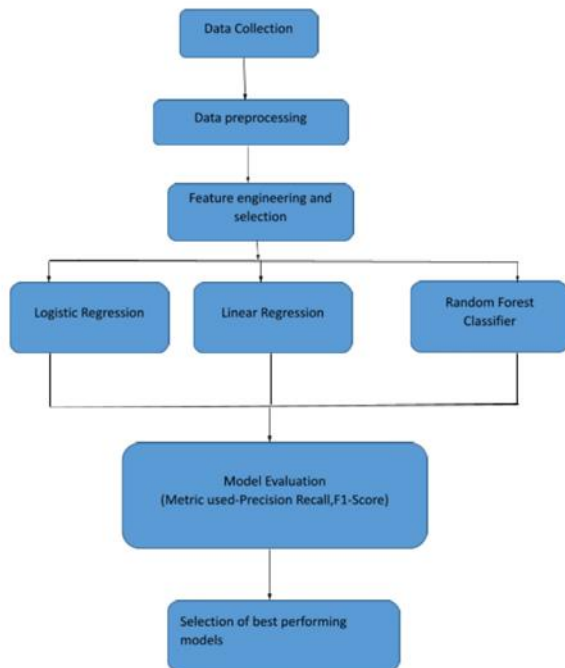 Data Collection
Data preprocessing
Feature engineering and
selection
Logistic Regression
Linear Regression
Random Forest
Classifier
Model Evaluation
(Metric used-Precision Recall,F1-Score)
Selection of best performing
models